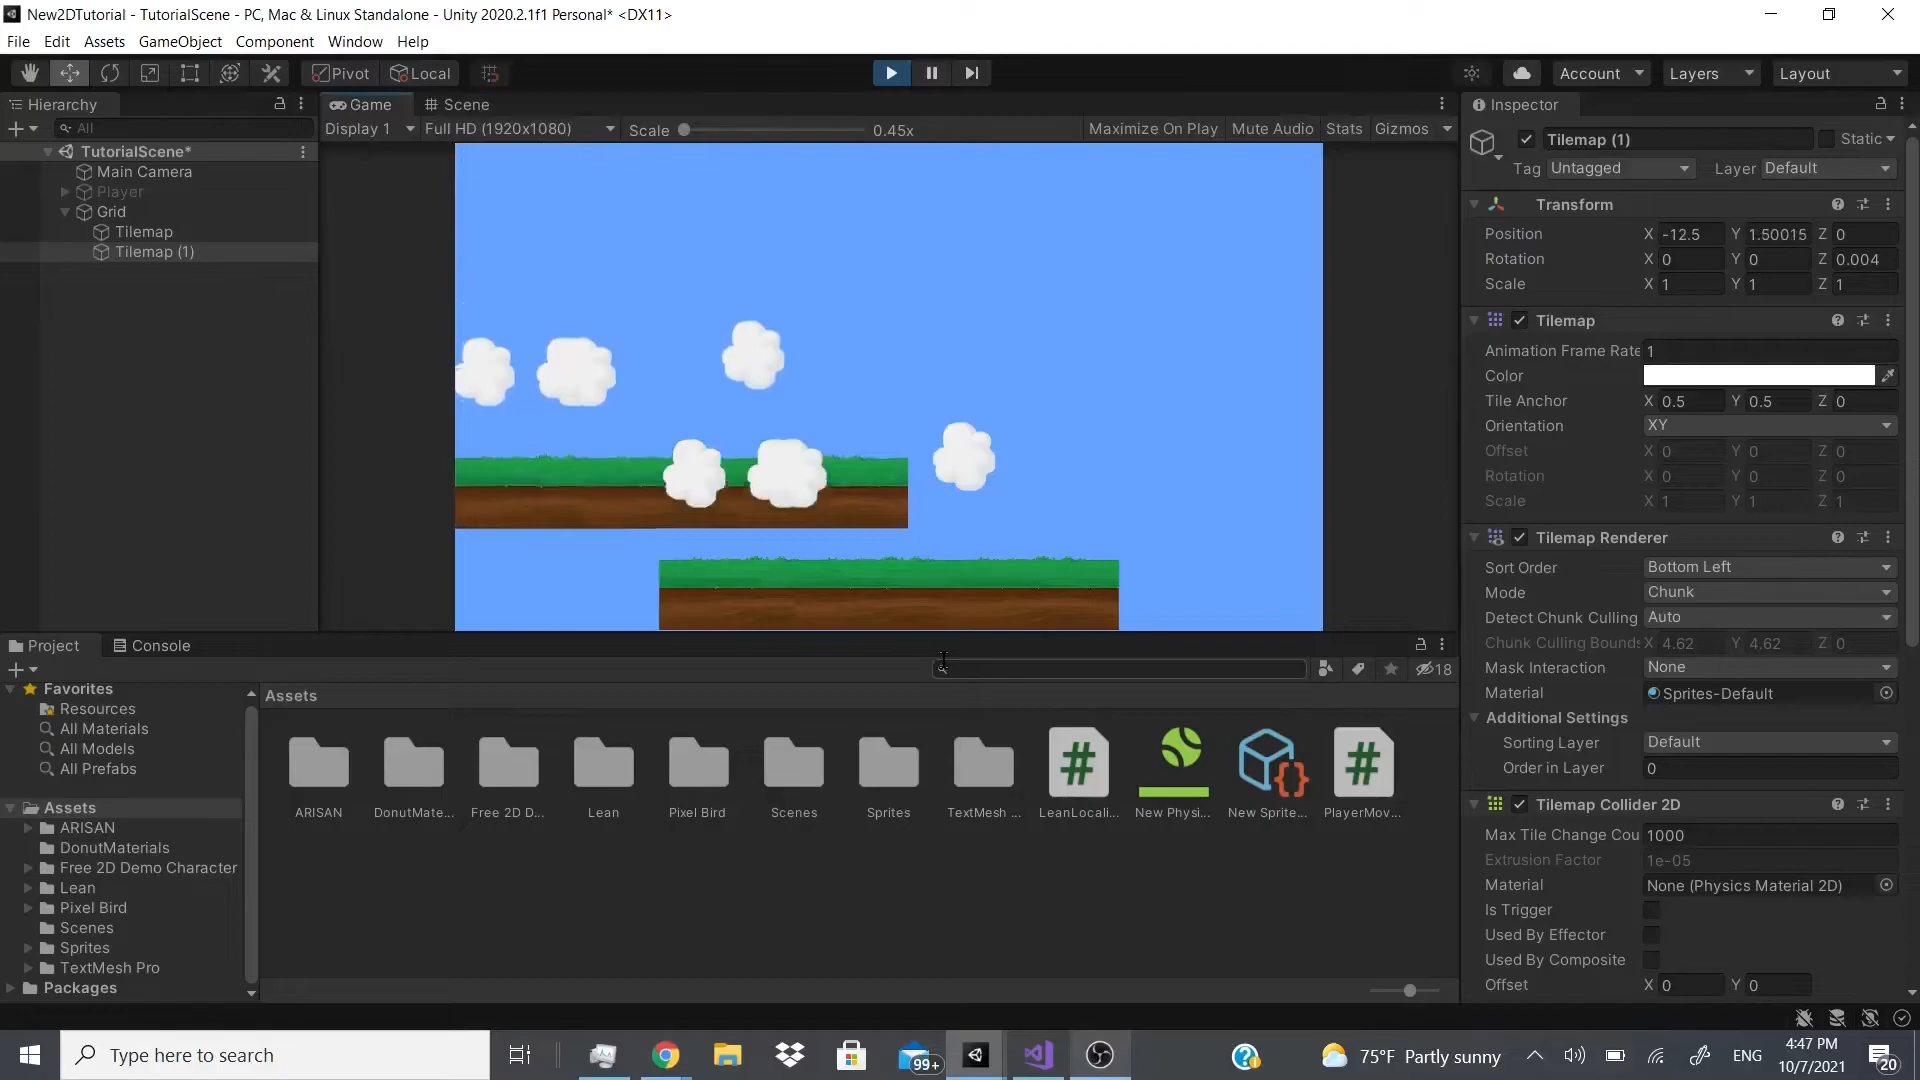 New2DTutorial - TutorialScene - PC, Mac & Linux Standalone - Unity 2020.2.1f1 Personal* <DX11>
File Edit Assets GameObject Component Window Help
Pivot Local Account Layers Layout
Hierarchy
All
TutorialScene*
Main Camera
Player
Grid
Tilemap
Tilemap (1)
Game Scene
Display 1 Full HD (1920x1080) Scale 0.45x Maximize On Play Mute Audio Stats Gizmos
Inspector
Tilemap (1) Static
Tag Untagged Layer Default
Transform
Position X -12.5 Y 1.50015 Z 0
Rotation X 0 Y 0 Z 0.004
Scale X 1 Y 1 Z 1
Tilemap
Animation Frame Rate 1
Color
Tile Anchor X 0.5 Y 0.5 Z 0
Orientation XY
Offset X 0 Y 0 Z 0
Rotation X 0 Y 0 Z 0
Scale X 1 Y 1 Z 1
Tilemap Renderer
Sort Order Bottom Left
Mode Chunk
Detect Chunk Culling Auto
Chunk Culling Bounds X 4.62 Y 4.62 Z 0
Mask Interaction None
Material Sprites-Default
Additional Settings
Sorting Layer Default
Order in Layer 0
Tilemap Collider 2D
Max Tile Change Cou 1000
Extrusion Factor 1e-05
Material None (Physics Material 2D)
Is Trigger
Used By Effector
Used By Composite
Offset X 0 Y 0
Project Console
18
Favorites
Resources
All Materials
All Models
All Prefabs
Assets
ARISAN
DonutMaterials
Free 2D Demo Character
Lean
Pixel Bird
Scenes
Sprites
TextMesh Pro
Packages
Assets
ARISAN DonutMate... Free 2D D... Lean Pixel Bird Scenes Sprites TextMesh ... LeanLocali... New Physi... New Sprite... PlayerMov...
Type here to search
99+
75°F Partly sunny
ENG
4:47 PM
10/7/2021
20